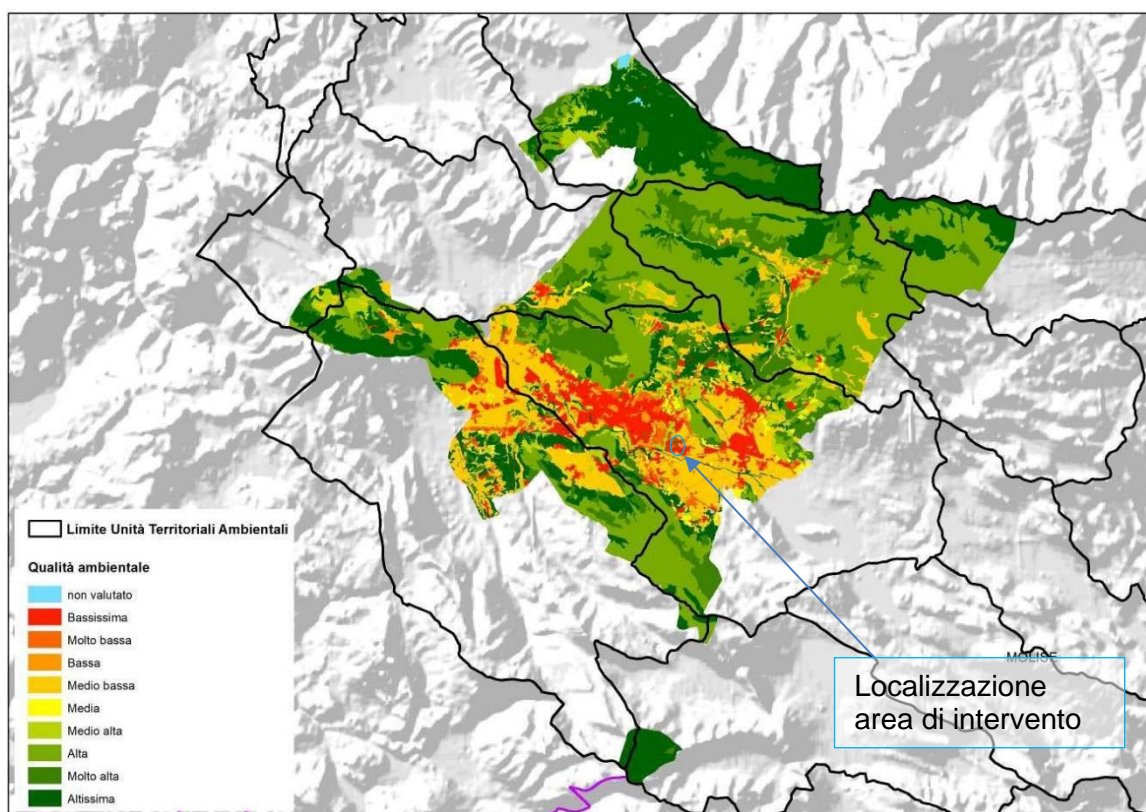 MOLISE
Localizzazione
area di intervento
Limite Unità Territoriali Ambientali
Qualità ambientale
non valutato
Bassissima
Molto bassa
Bassa
Medio bassa
Media
Medio alta
Alta
Molto alta
Altissima